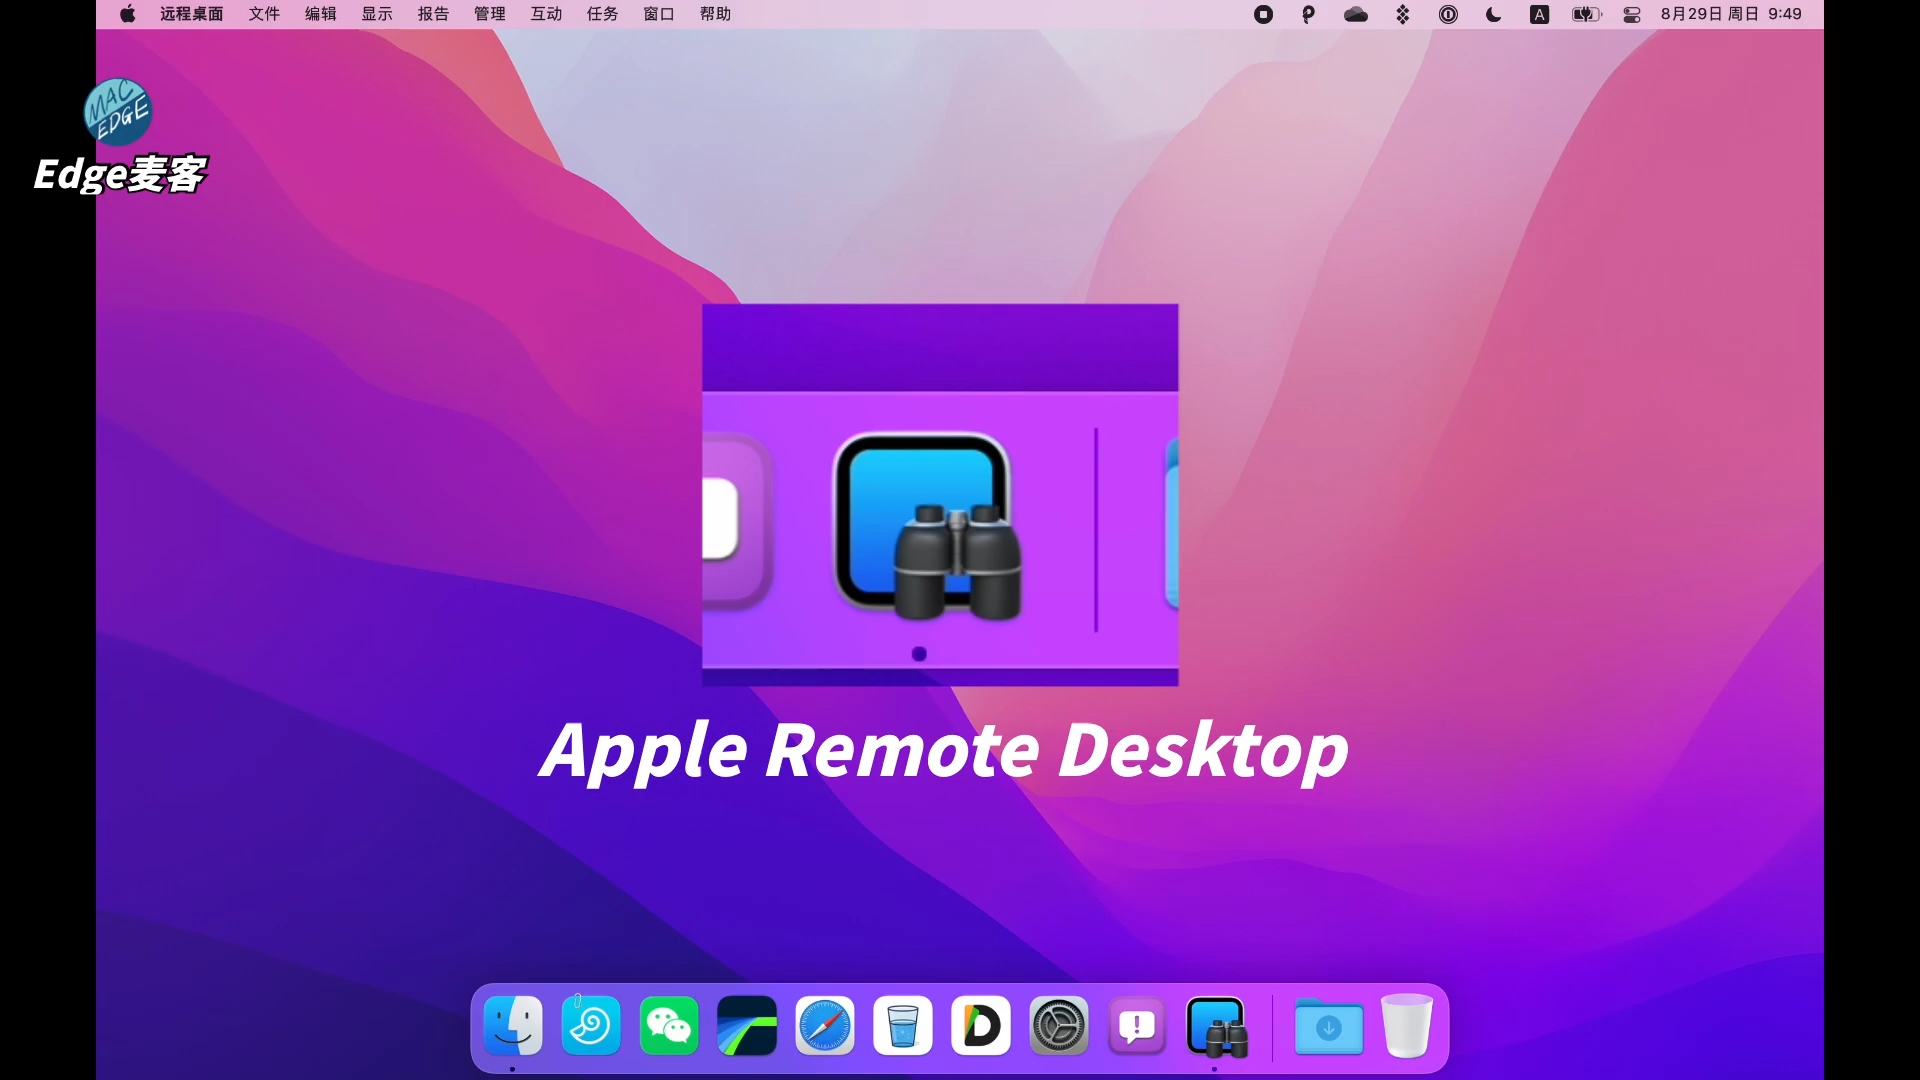 远程桌面 文件 编辑 显示 报告 管理 互动 任务 窗口 帮助 A 8月29日 周日 9:49
MAC
EDGE
Edge麦客
Apple Remote Desktop